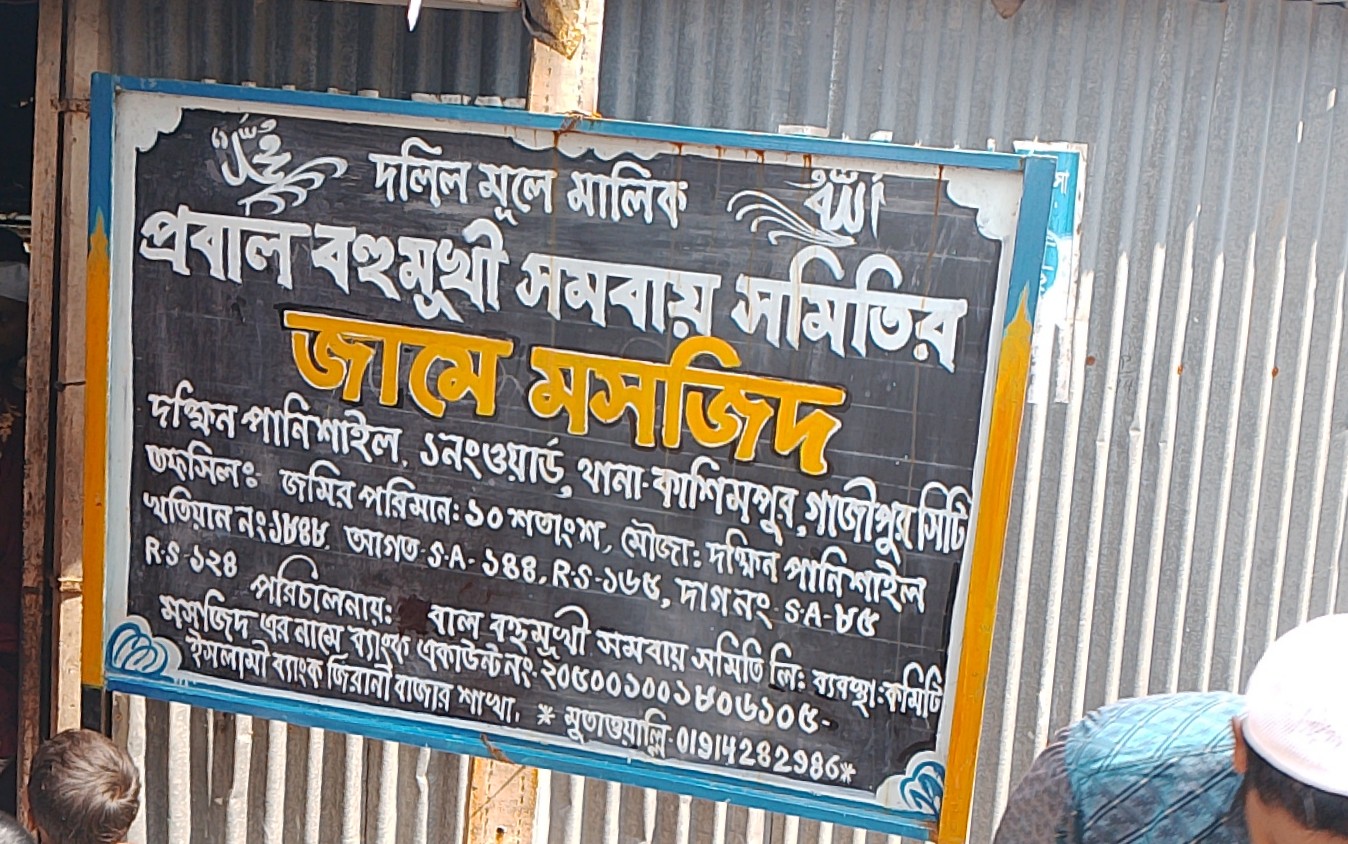 দলিল মূলে মালিক
الله
প্রবাল বহুমূখী সমবায় সমিতির
জামে মসজিদ
দক্ষিন পানিশাইল, ১নংওয়ার্ড, থানা-কাশিমপুর, গাজীপুর সিটি
তফসিলঃ জমির পরিমান: ১০ শতাংশ, মৌজা: দক্ষিন পানিশাইল
খতিয়ান নং১৮৪৮. আগত-S-A-১৪৪, R-S-১৬৫, দাগ নং S-A-৮৫
R-S-১২৪
পরিচালনায়: বাল বহুমূখী সমবায় সমিতি লি: ব্যবস্থা:কমিটি
মসজিদ এর নামে ব্যাংক একাউন্টনং-২০৫০০১০০১৮০৬১০৫-
ইসলামী ব্যাংক জিরানী বাজার শাখা, * মুতাওয়াল্লি-01914282986*